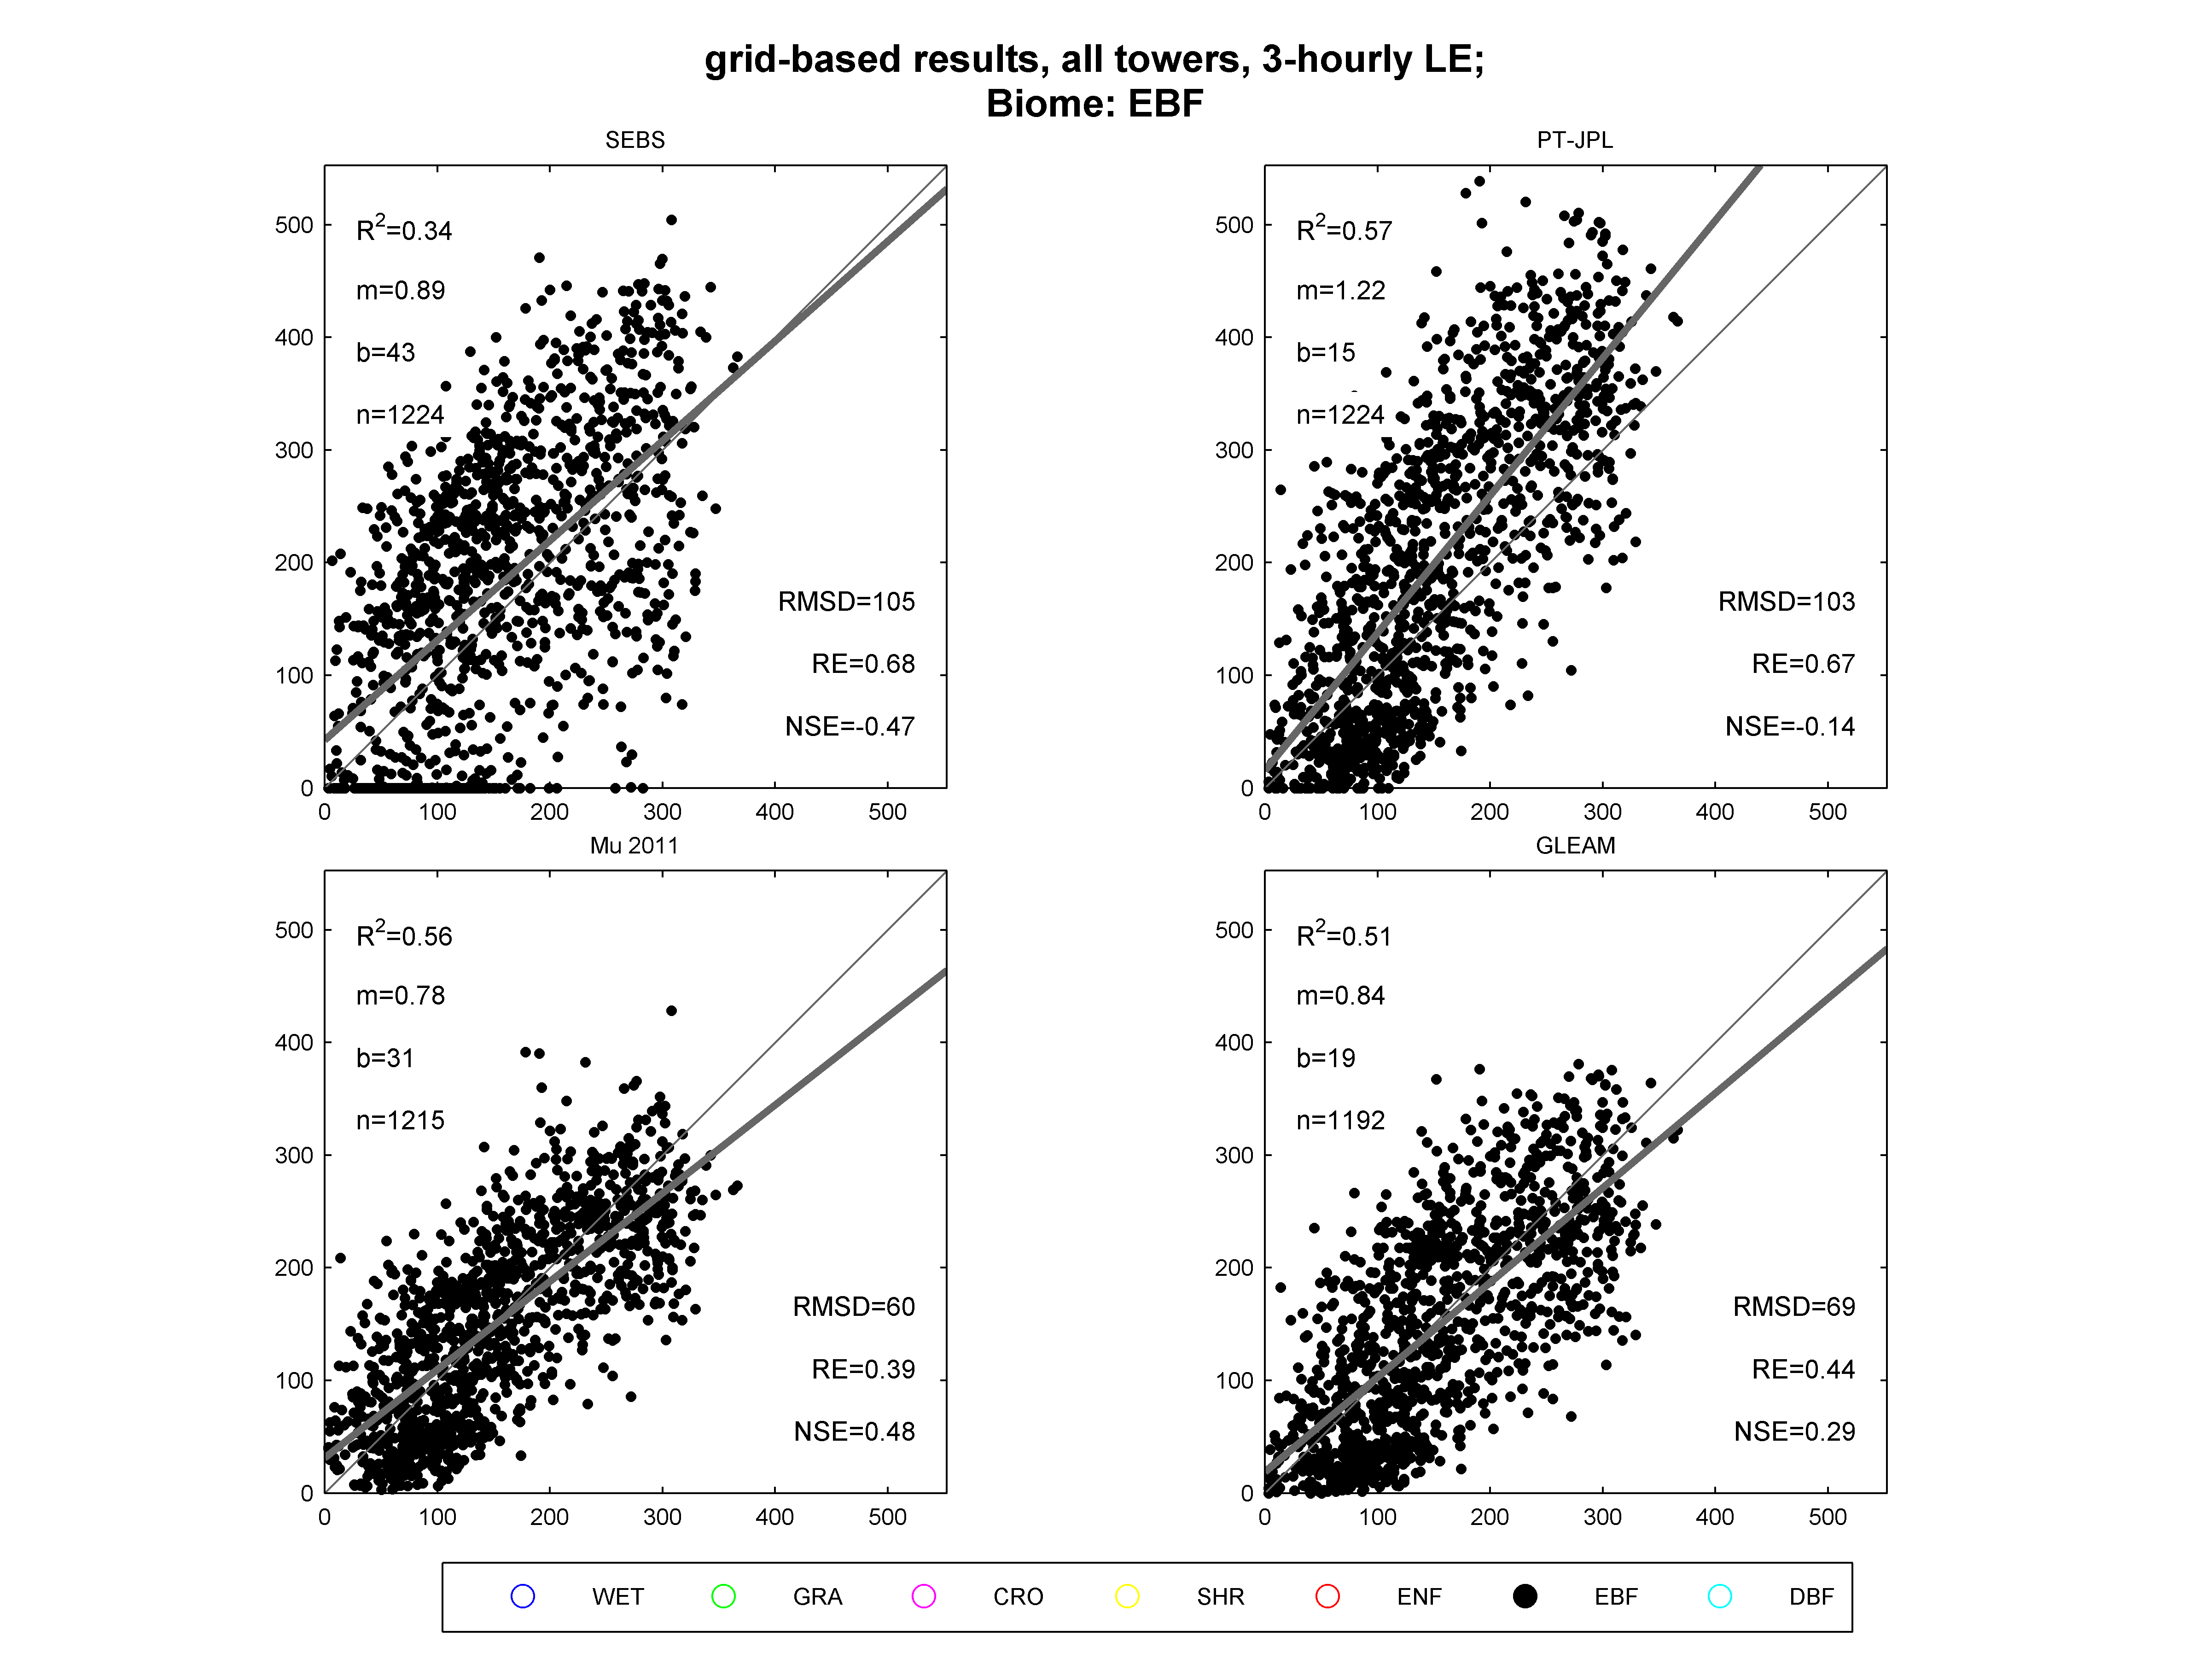 grid-based results, all towers, 3-hourly LE;
Biome: EBF
SEBS
R²=0.34
m=0.89
b=43
n=1224
RMSD=105
RE=0.68
NSE=-0.47
500
400
300
200
100
0
0 100 200 300 400 500
PT-JPL
R²=0.57
m=1.22
b=15
n=1224
RMSD=103
RE=0.67
NSE=-0.14
500
400
300
200
100
0
0 100 200 300 400 500
Mu 2011
R²=0.56
m=0.78
b=31
n=1215
RMSD=60
RE=0.39
NSE=0.48
500
400
300
200
100
0
0 100 200 300 400 500
GLEAM
R²=0.51
m=0.84
b=19
n=1192
RMSD=69
RE=0.44
NSE=0.29
500
400
300
200
100
0
0 100 200 300 400 500
WET GRA CRO SHR ENF EBF DBF